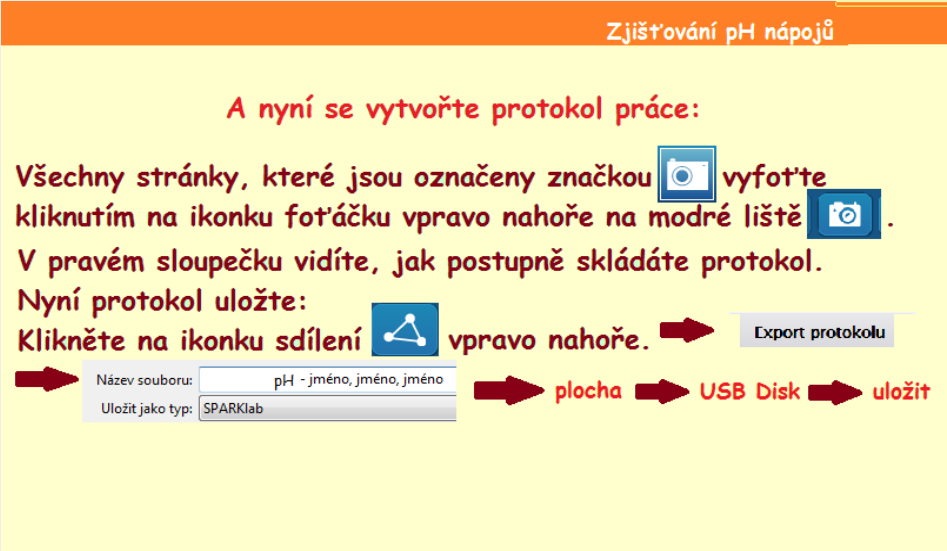 Zjišťování pH nápojů
A nyní se vytvořte protokol práce:
Všechny stránky, které jsou označeny značkou vyfoťte
kliknutím na ikonku foťáčku vpravo nahoře na modré liště .
V pravém sloupečku vidíte, jak postupně skládáte protokol.
Nyní protokol uložte:
Klikněte na ikonku sdílení vpravo nahoře. Export protokolu
Název souboru: pH - jméno, jméno, jméno
Uložit jako typ: SPARKlab
plocha USB Disk uložit